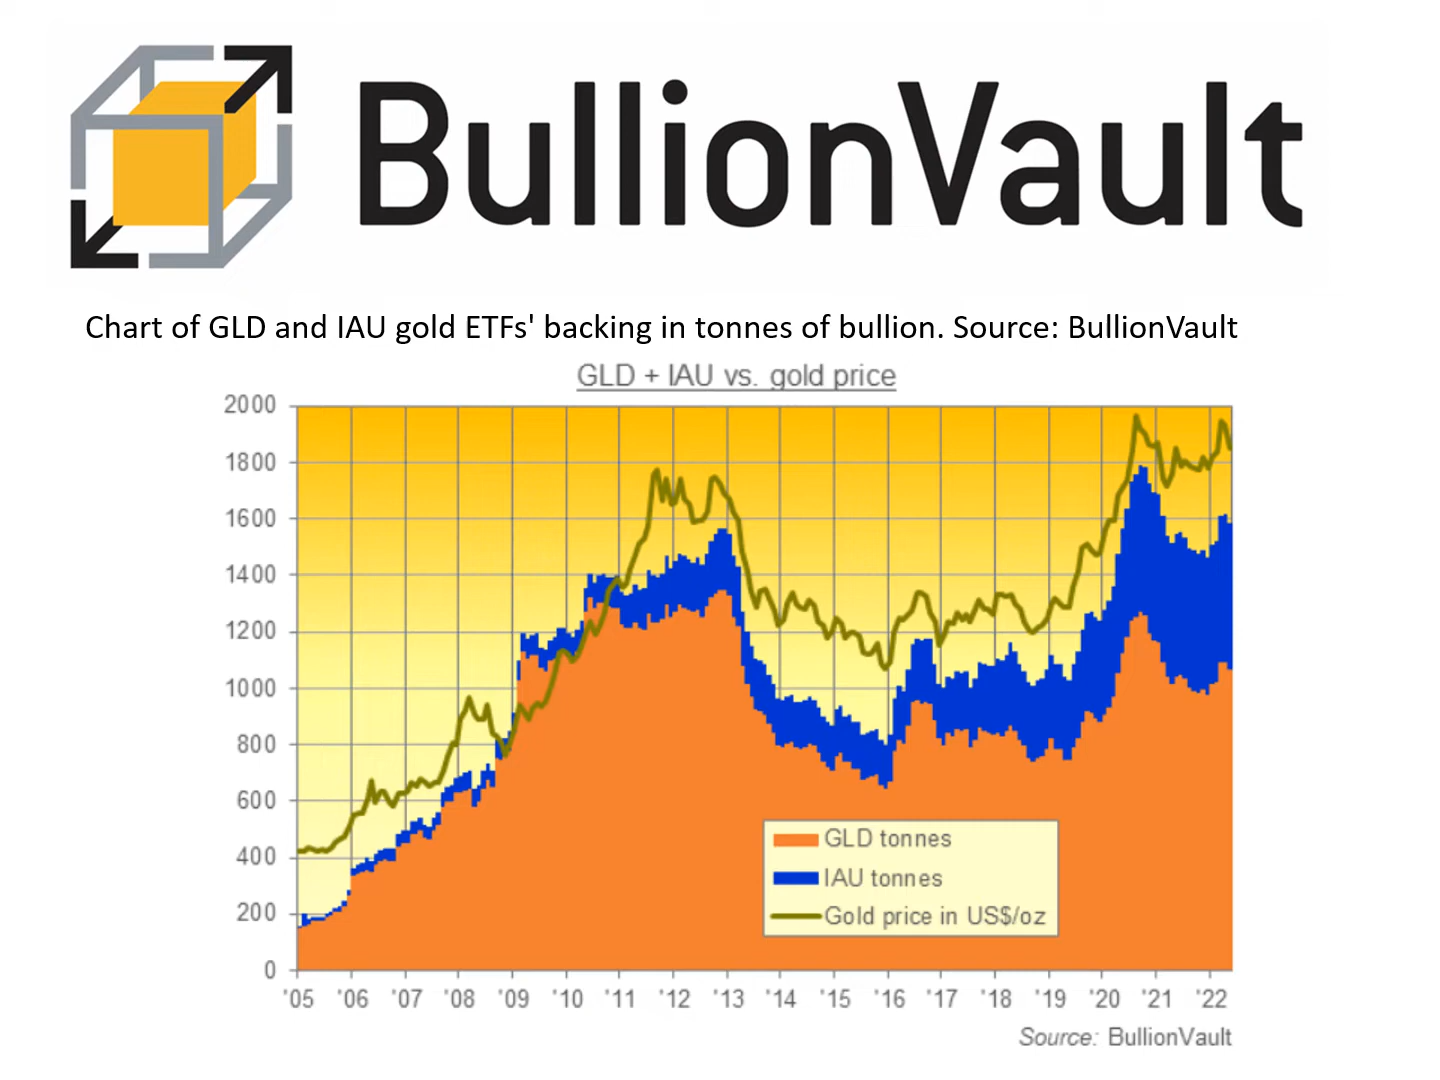 BullionVault
Chart of GLD and IAU gold ETFs' backing in tonnes of bullion. Source: BullionVault
GLD + IAU vs. gold price
2000
1800
1600
1400
1200
1000
800
600
400
200
0
GLD tonnes
IAU tonnes
Gold price in US$/oz
'05 '06 '07 '08 '09 '10 '11 '12 '13 '14 '15 '16 '17 '18 '19 '20 '21 '22
Source: BullionVault